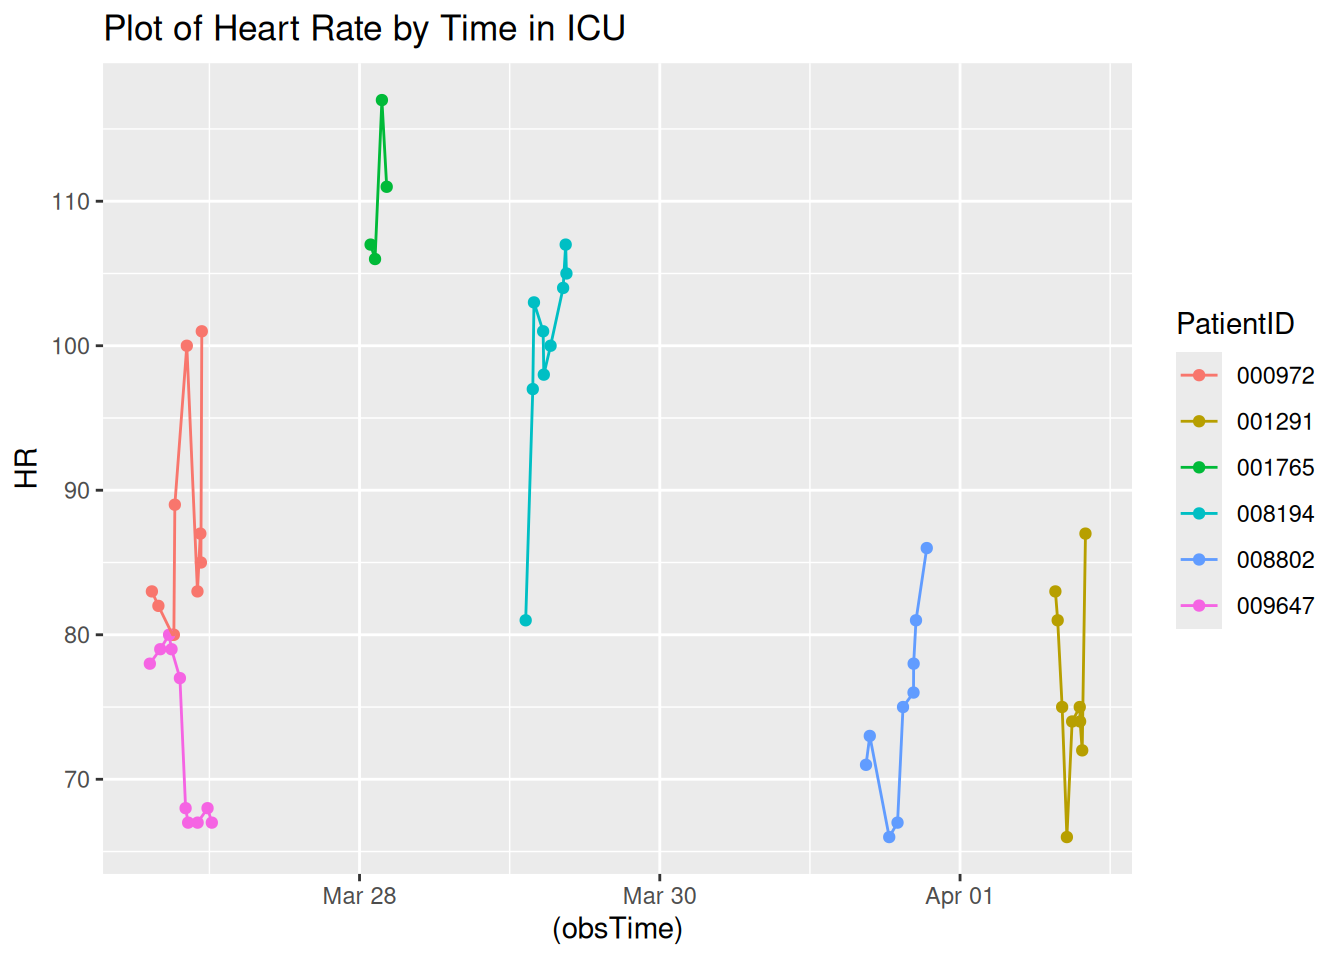 Plot of Heart Rate by Time in ICU
HR
110
100
90
80
70
Mar 28
Mar 30
Apr 01
(obsTime)
PatientID
000972
001291
001765
008194
008802
009647